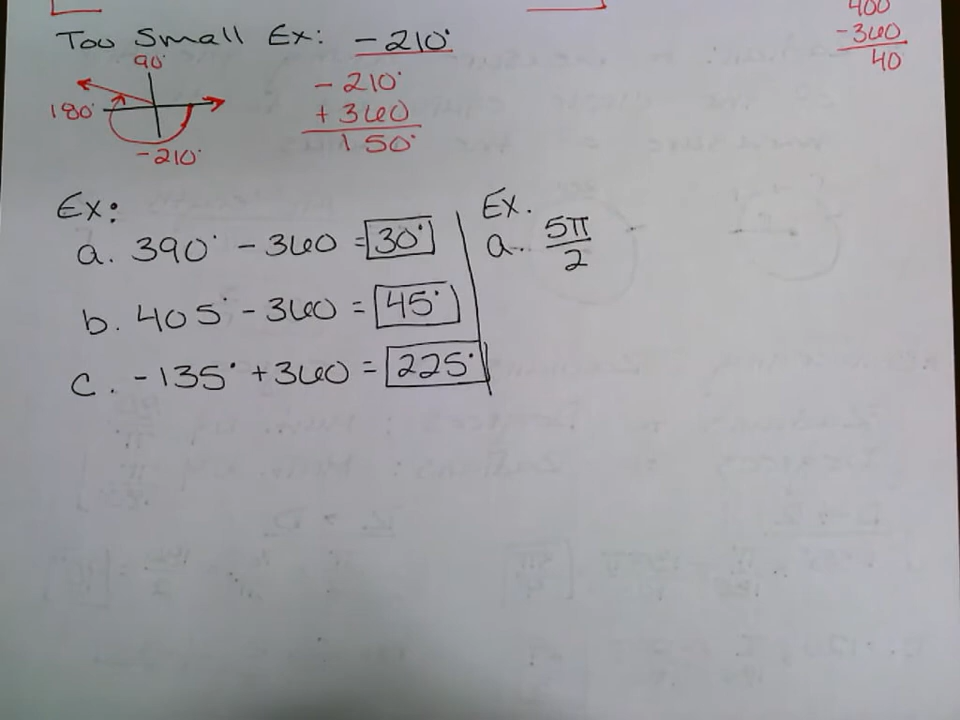 400
-360
40
Too Small Ex: -210°
90°
180°
-210°
-210°
+360
150°
Ex:
a. 390° - 360 = 30°
b. 405° - 360 = 45°
c. -135° + 360 = 225°
Ex.
a. 5π/2